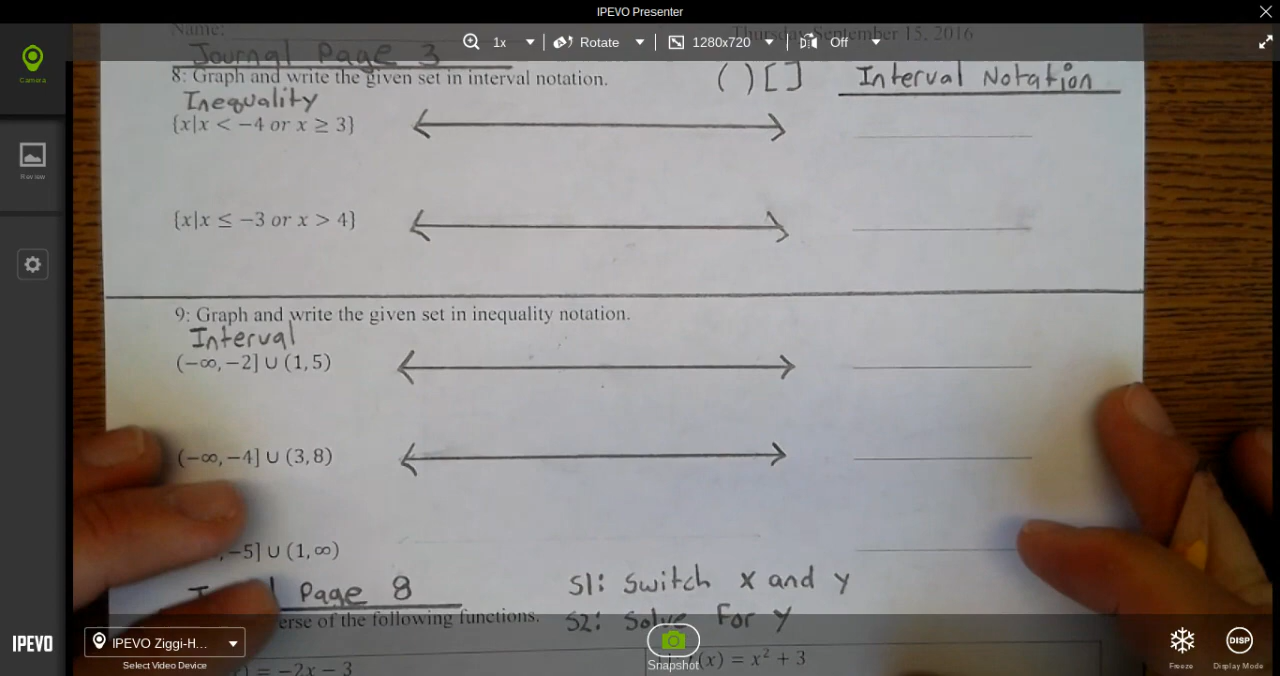 IPEVO Presenter
Name: Thursday September 15, 2016
1x Rotate 1280x720 Off
Camera
Journal Page 3
8: Graph and write the given set in interval notation. ( ) [ ] Interval Notation
Inequality
{x|x < −4 or x ≥ 3}
Review
{x|x ≤ −3 or x > 4}
9: Graph and write the given set in inequality notation.
Interval
(−∞, −2] ∪ (1, 5)
(−∞, −4] ∪ (3, 8)
, −5] ∪ (1, ∞)
Page 8 S1: Switch x and y
erse of the following functions. S2: Solve For y
IPEVO IPEVO Ziggi-H... DISP
Select Video Device Snapshot Freeze Display Mode
) = −2x − 3 (x) = x² + 3